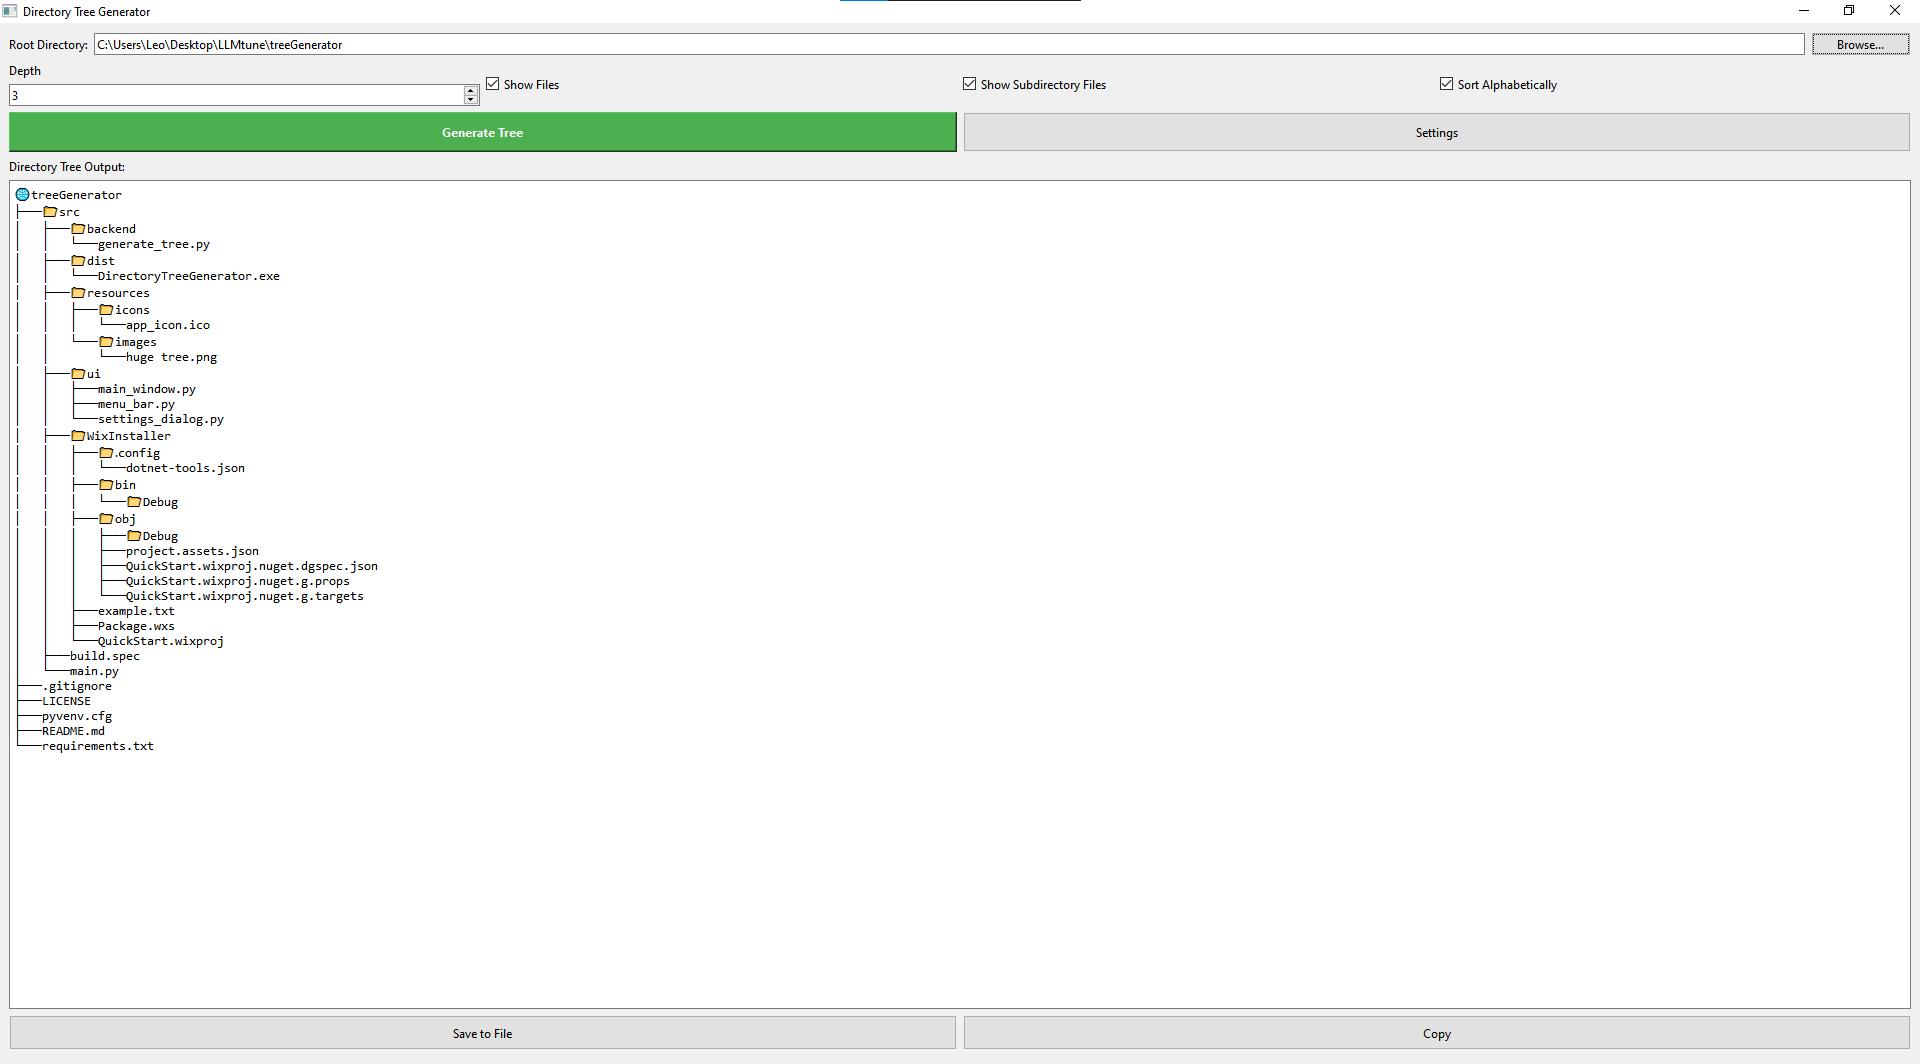 Directory Tree Generator
Root Directory: C:\Users\Leo\Desktop\LLMtune\treeGenerator Browse...
Depth
3 Show Files Show Subdirectory Files Sort Alphabetically
Generate Tree Settings
Directory Tree Output:
treeGenerator
src
backend
generate_tree.py
dist
DirectoryTreeGenerator.exe
resources
icons
app_icon.ico
images
huge tree.png
ui
main_window.py
menu_bar.py
settings_dialog.py
WixInstaller
.config
dotnet-tools.json
bin
Debug
obj
Debug
project.assets.json
QuickStart.wixproj.nuget.dgspec.json
QuickStart.wixproj.nuget.g.props
QuickStart.wixproj.nuget.g.targets
example.txt
Package.wxs
QuickStart.wixproj
build.spec
main.py
.gitignore
LICENSE
pyvenv.cfg
README.md
requirements.txt
Save to File Copy